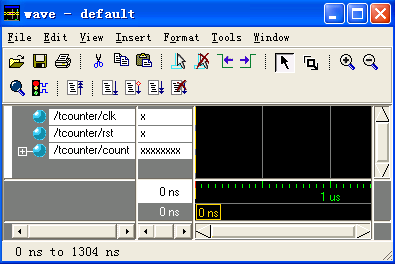 wave - default
File Edit View Insert Format Tools Window
/tcounter/clk x
/tcounter/rst x
/tcounter/count xxxxxxxx
0 ns
1 us
0 ns 0 ns
0 ns to 1304 ns